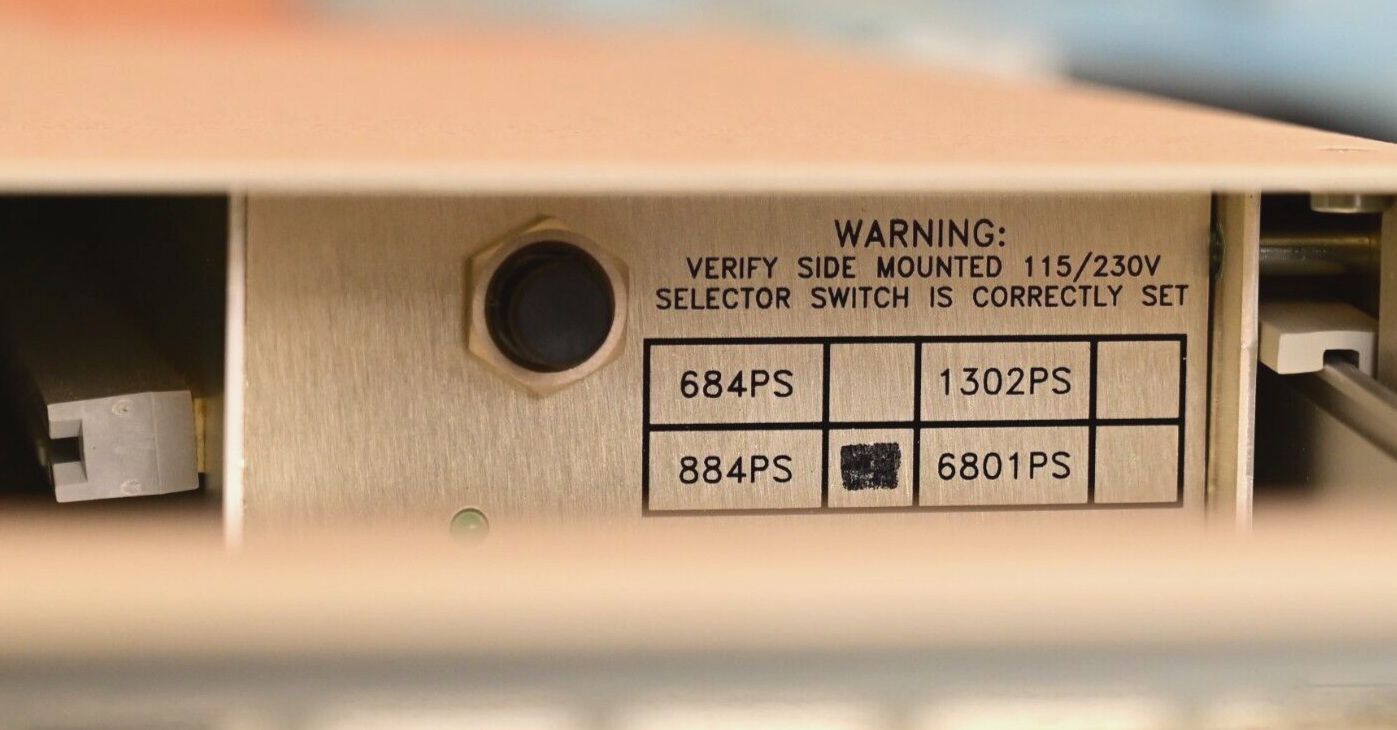 WARNING:
VERIFY SIDE MOUNTED 115/230V
SELECTOR SWITCH IS CORRECTLY SET
684PS 1302PS
884PS 6801PS